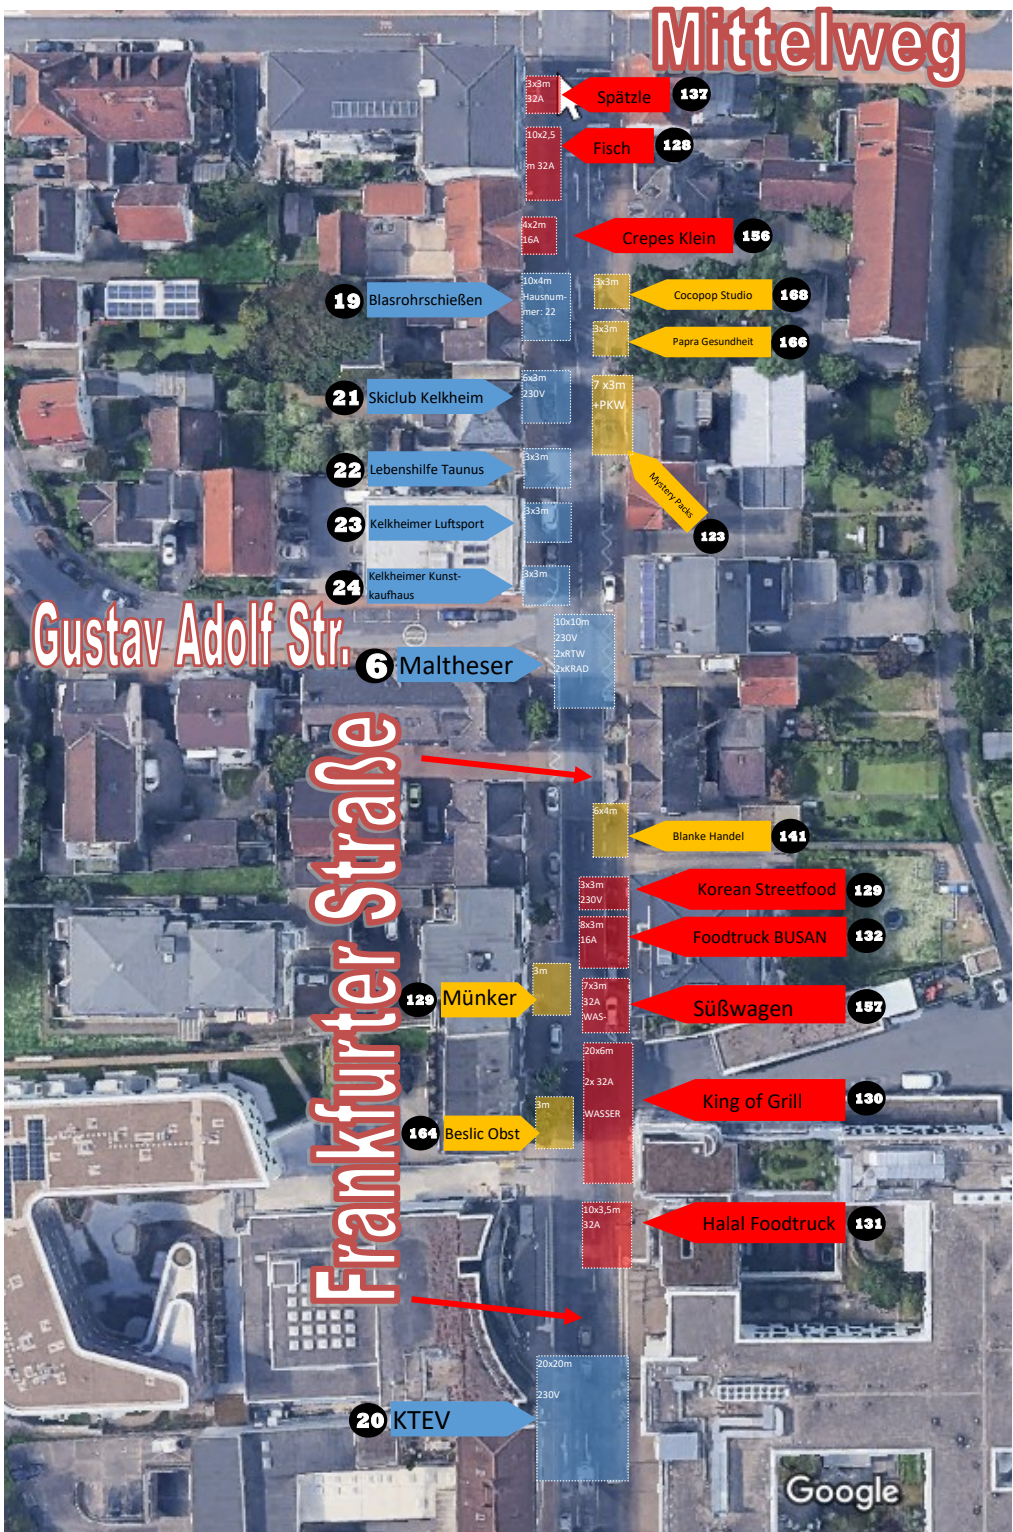 Mittelweg
3x3m
32A
Spätzle
137
10x2,5
m 32A
Fisch
128
4x2m
16A
Crepes Klein
156
19
Blasrohrschießen
10x4m
Hausnum-
mer: 22
3x3m
Cocopop Studio
168
3x3m
Papra Gesundheit
166
21
Skiclub Kelkheim
6x3m
230V
7 x3m
+PKW
Mystery Packs
123
22
Lebenshilfe Taunus
3x3m
23
Kelkheimer Luftsport
3x3m
24
Kelkheimer Kunst-
kaufhaus
3x3m
Gustav Adolf Str.
6
Maltheser
10x10m
230V
2xRTW
2xKRAD
Frankfurter Straße
6x4m
Blanke Handel
141
3x3m
230V
Korean Streetfood
129
8x3m
16A
Foodtruck BUSAN
132
129
Münker
3m
7x3m
32A
WAS-
Süßwagen
157
20x6m
2x 32A
WASSER
King of Grill
130
164
Beslic Obst
3m
10x3,5m
32A
Halal Foodtruck
131
20
KTEV
20x20m
230V
Google